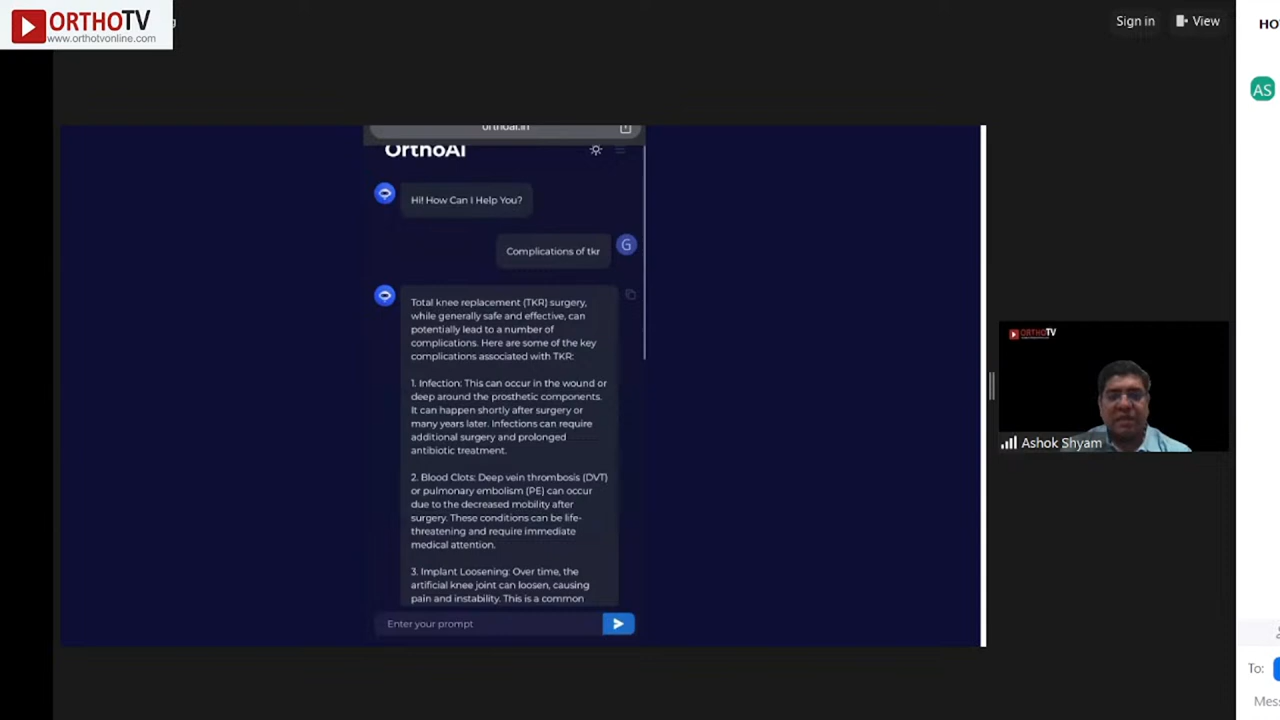 ORTHOTV
www.orthotvonline.com
Sign in
View
HO
AS
orthoai.in
OrthoAI
Hi! How Can I Help You?
Complications of tkr
G
Total knee replacement (TKR) surgery,
while generally safe and effective, can
potentially lead to a number of
complications. Here are some of the key
complications associated with TKR:
1. Infection: This can occur in the wound or
deep around the prosthetic components.
It can happen shortly after surgery or
many years later. Infections can require
additional surgery and prolonged
antibiotic treatment.
2. Blood Clots: Deep vein thrombosis (DVT)
or pulmonary embolism (PE) can occur
due to the decreased mobility after
surgery. These conditions can be life-
threatening and require immediate
medical attention.
3. Implant Loosening: Over time, the
artificial knee joint can loosen, causing
pain and instability. This is a common
Enter your prompt
ORTHOTV
Ashok Shyam
To:
Mess